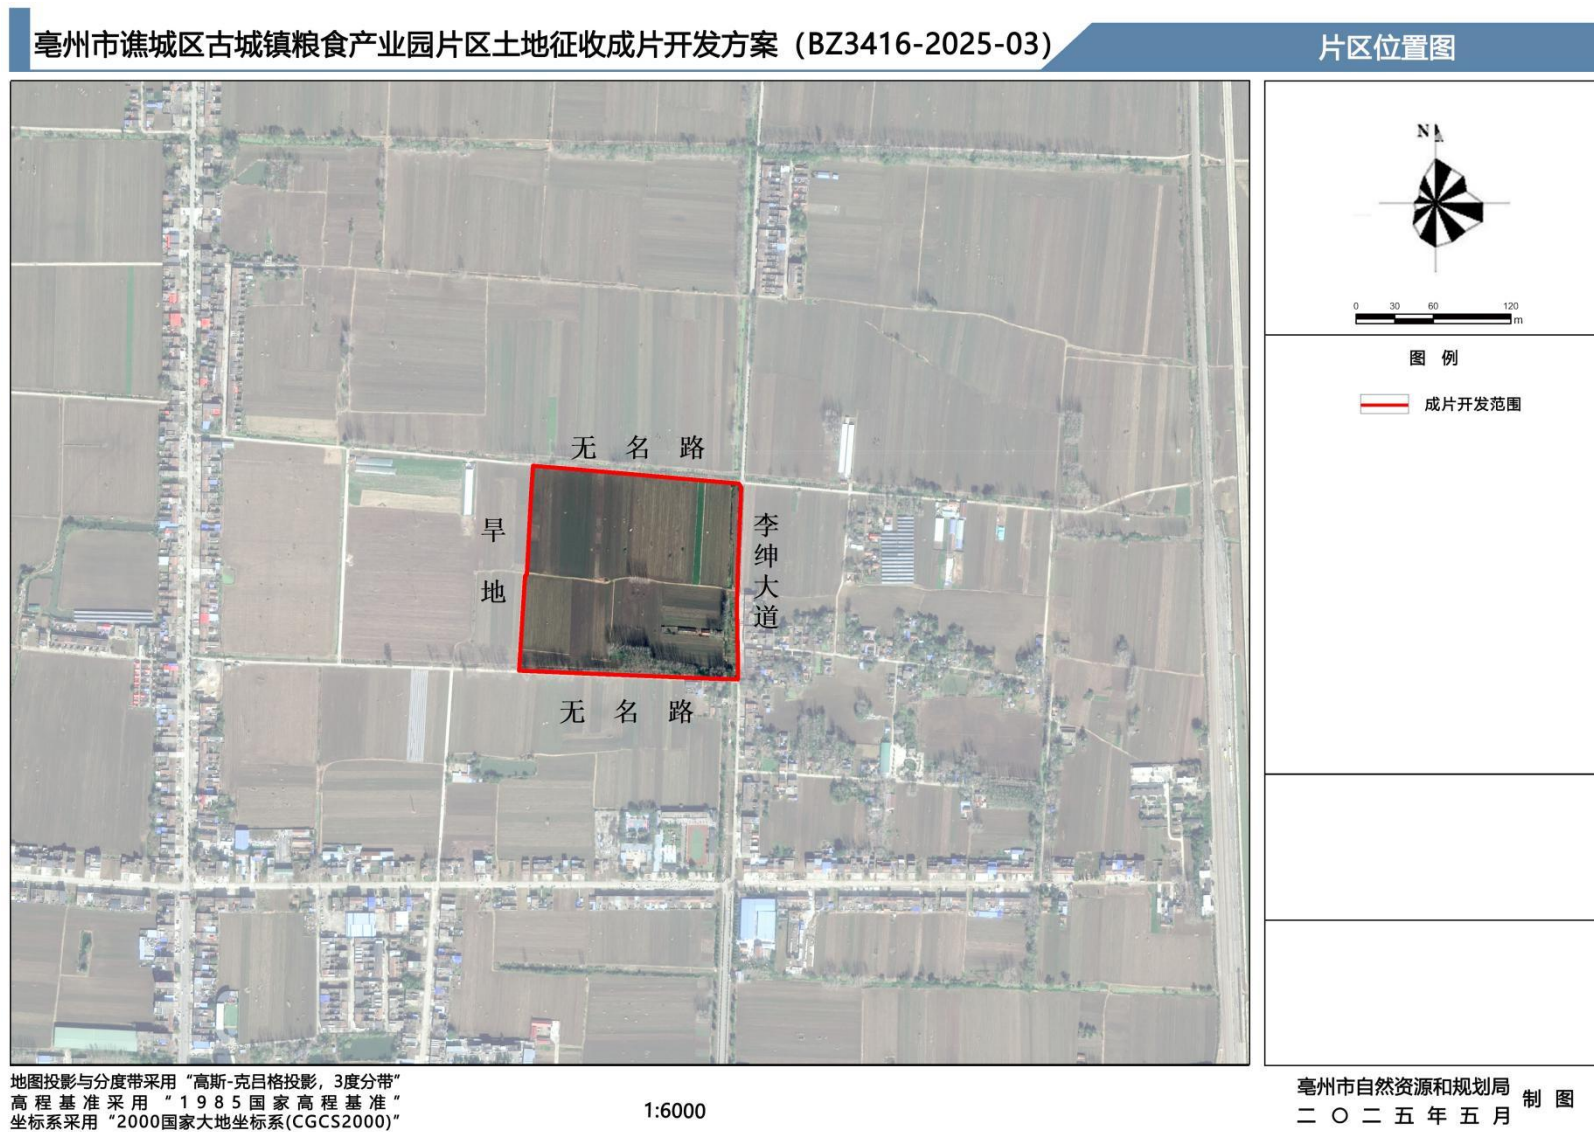 亳州市谯城区古城镇粮食产业园片区土地征收成片开发方案（BZ3416-2025-03）
片区位置图
N
0 30 60 120
m
图 例
成片开发范围
无 名 路
旱地
李绅大道
无 名 路
地图投影与分度带采用“高斯-克吕格投影，3度分带”
高程基准采用“1985国家高程基准”
坐标系采用“2000国家大地坐标系(CGCS2000)”
1:6000
亳州市自然资源和规划局 制 图
二〇二五年五月